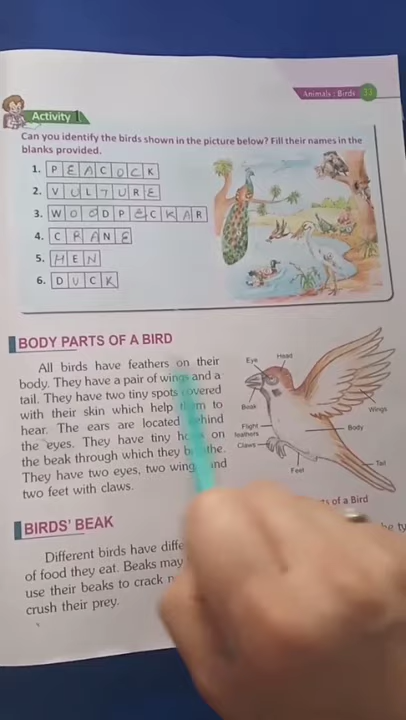 Animals : Birds 33
Activity 1
Can you identify the birds shown in the picture below? Fill their names in the
blanks provided.
1. PEACOCK
2. VULTURE
3. WOODPECKAR
4. CRANE
5. HEN
6. DUCK
BODY PARTS OF A BIRD
All birds have feathers on their
body. They have a pair of wings and a
tail. They have two tiny spots covered
with their skin which help them to
hear. The ears are located behind
the eyes. They have tiny on
the beak through which they
They have two eyes, two and
two feet with claws.
Eye
Head
Beak
Wings
Flight
feathers
Body
Claws
Feet
Tail
of a Bird
BIRDS' BEAK
Different birds have
of food they eat. Beaks may
use their beaks to crack
crush their prey.